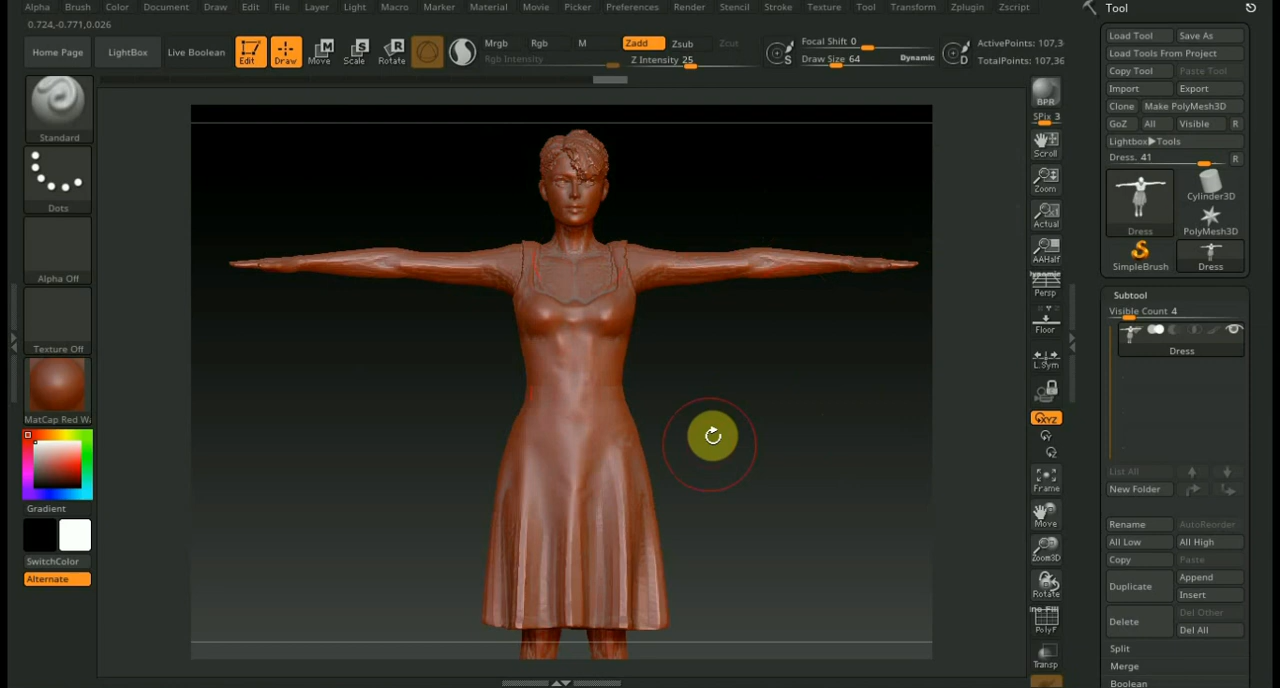 Alpha Brush Color Document Draw Edit File Layer Light Macro Marker Material Movie Picker Preferences Render Stencil Stroke Texture Tool Transform Zplugin Zscript
Tool
0.724,-0.771,0.026
Home Page
LightBox
Live Boolean
Edit
Draw
Move
Scale
Rotate
Mrgb
Rgb
M
Rgb Intensity
Zadd
Zsub
Zcut
Z Intensity 25
S
Focal Shift 0
Draw Size 64
Dynamic
D
ActivePoints: 107,3
TotalPoints: 107,36
Standard
Dots
Alpha Off
Texture Off
MatCap Red Wa
Gradient
SwitchColor
Alternate
BPR
SPix 3
Scroll
Zoom
Actual
AAHalf
Dynamic
Persp
Floor
L.Sym
XYZ
Y
Z
Frame
Move
Zoom3D
Rotate
PolyF
Transp
Load Tool
Save As
Load Tools From Project
Copy Tool
Paste Tool
Import
Export
Clone
Make PolyMesh3D
GoZ
All
Visible
R
Lightbox▶Tools
Dress. 41
R
Dress
Cylinder3D
PolyMesh3D
SimpleBrush
Dress
Subtool
Visible Count 4
Dress
List All
New Folder
Rename
AutoReorder
All Low
All High
Copy
Paste
Duplicate
Append
Insert
Delete
Del Other
Del All
Split
Merge
Boolean